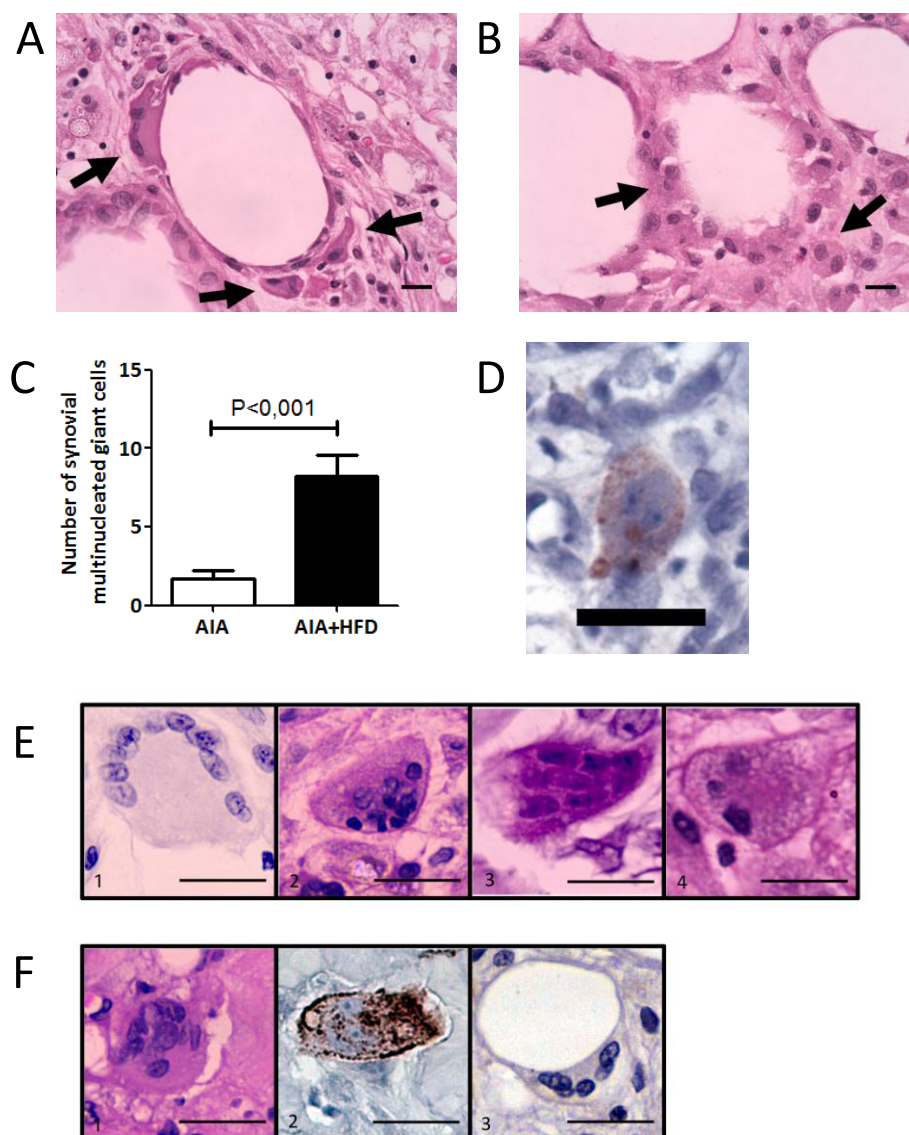 A
B
C
15
10
5
0
Number of synovial
multinucleated giant cells
P<0,001
AIA
AIA+HFD
D
E
1
2
3
4
F
1
2
3